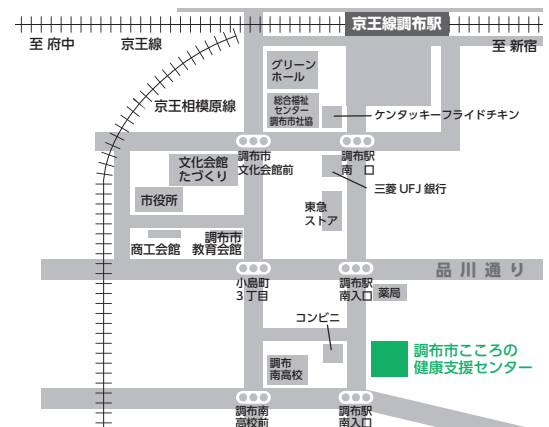 京王線調布駅
至 府中
京王線
至 新宿
グリーン
ホール
京王相模原線
総合福祉
センター
調布市社協
ケンタッキーフライドチキン
調布市
文化会館前
調布駅
南 口
文化会館
たづくり
三菱 UFJ 銀行
市役所
東急
ストア
商工会館
調布市
教育会館
品川通り
小島町
3 丁目
調布駅
南入口
薬局
コンビニ
調布市こころの
健康支援センター
調布
南高校
調布南
高校前
調布駅
南入口